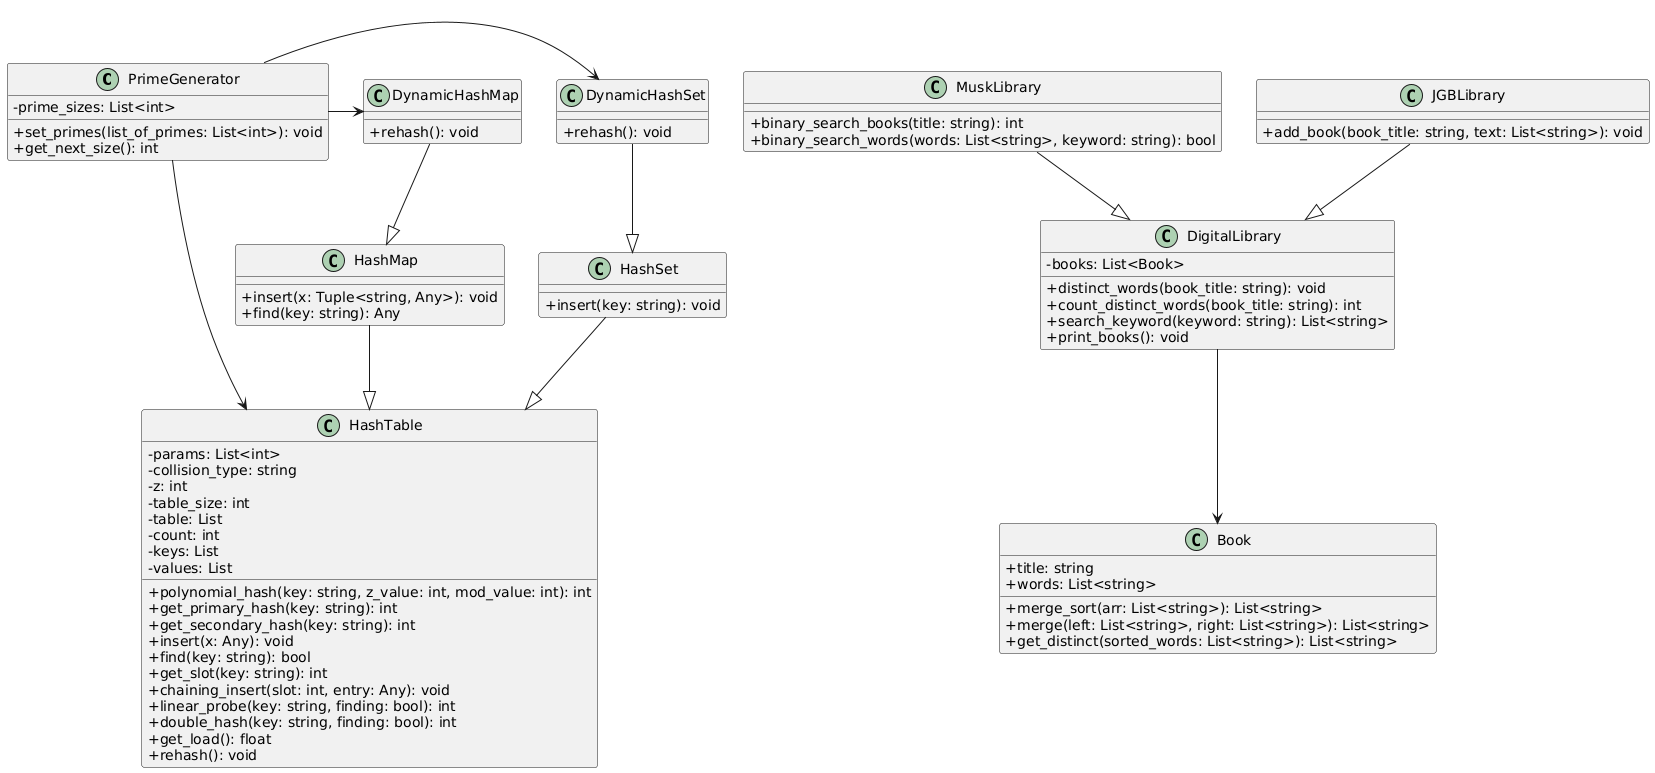 C PrimeGenerator
-prime_sizes: List<int>
+set_primes(list_of_primes: List<int>): void
+get_next_size(): int
C DynamicHashMap
+rehash(): void
C DynamicHashSet
+rehash(): void
C MuskLibrary
+binary_search_books(title: string): int
+binary_search_words(words: List<string>, keyword: string): bool
C JGBLibrary
+add_book(book_title: string, text: List<string>): void
C HashMap
+insert(x: Tuple<string, Any>): void
+find(key: string): Any
C HashSet
+insert(key: string): void
C DigitalLibrary
-books: List<Book>
+distinct_words(book_title: string): void
+count_distinct_words(book_title: string): int
+search_keyword(keyword: string): List<string>
+print_books(): void
C HashTable
-params: List<int>
-collision_type: string
-z: int
-table_size: int
-table: List
-count: int
-keys: List
-values: List
+polynomial_hash(key: string, z_value: int, mod_value: int): int
+get_primary_hash(key: string): int
+get_secondary_hash(key: string): int
+insert(x: Any): void
+find(key: string): bool
+get_slot(key: string): int
+chaining_insert(slot: int, entry: Any): void
+linear_probe(key: string, finding: bool): int
+double_hash(key: string, finding: bool): int
+get_load(): float
+rehash(): void
C Book
+title: string
+words: List<string>
+merge_sort(arr: List<string>): List<string>
+merge(left: List<string>, right: List<string>): List<string>
+get_distinct(sorted_words: List<string>): List<string>